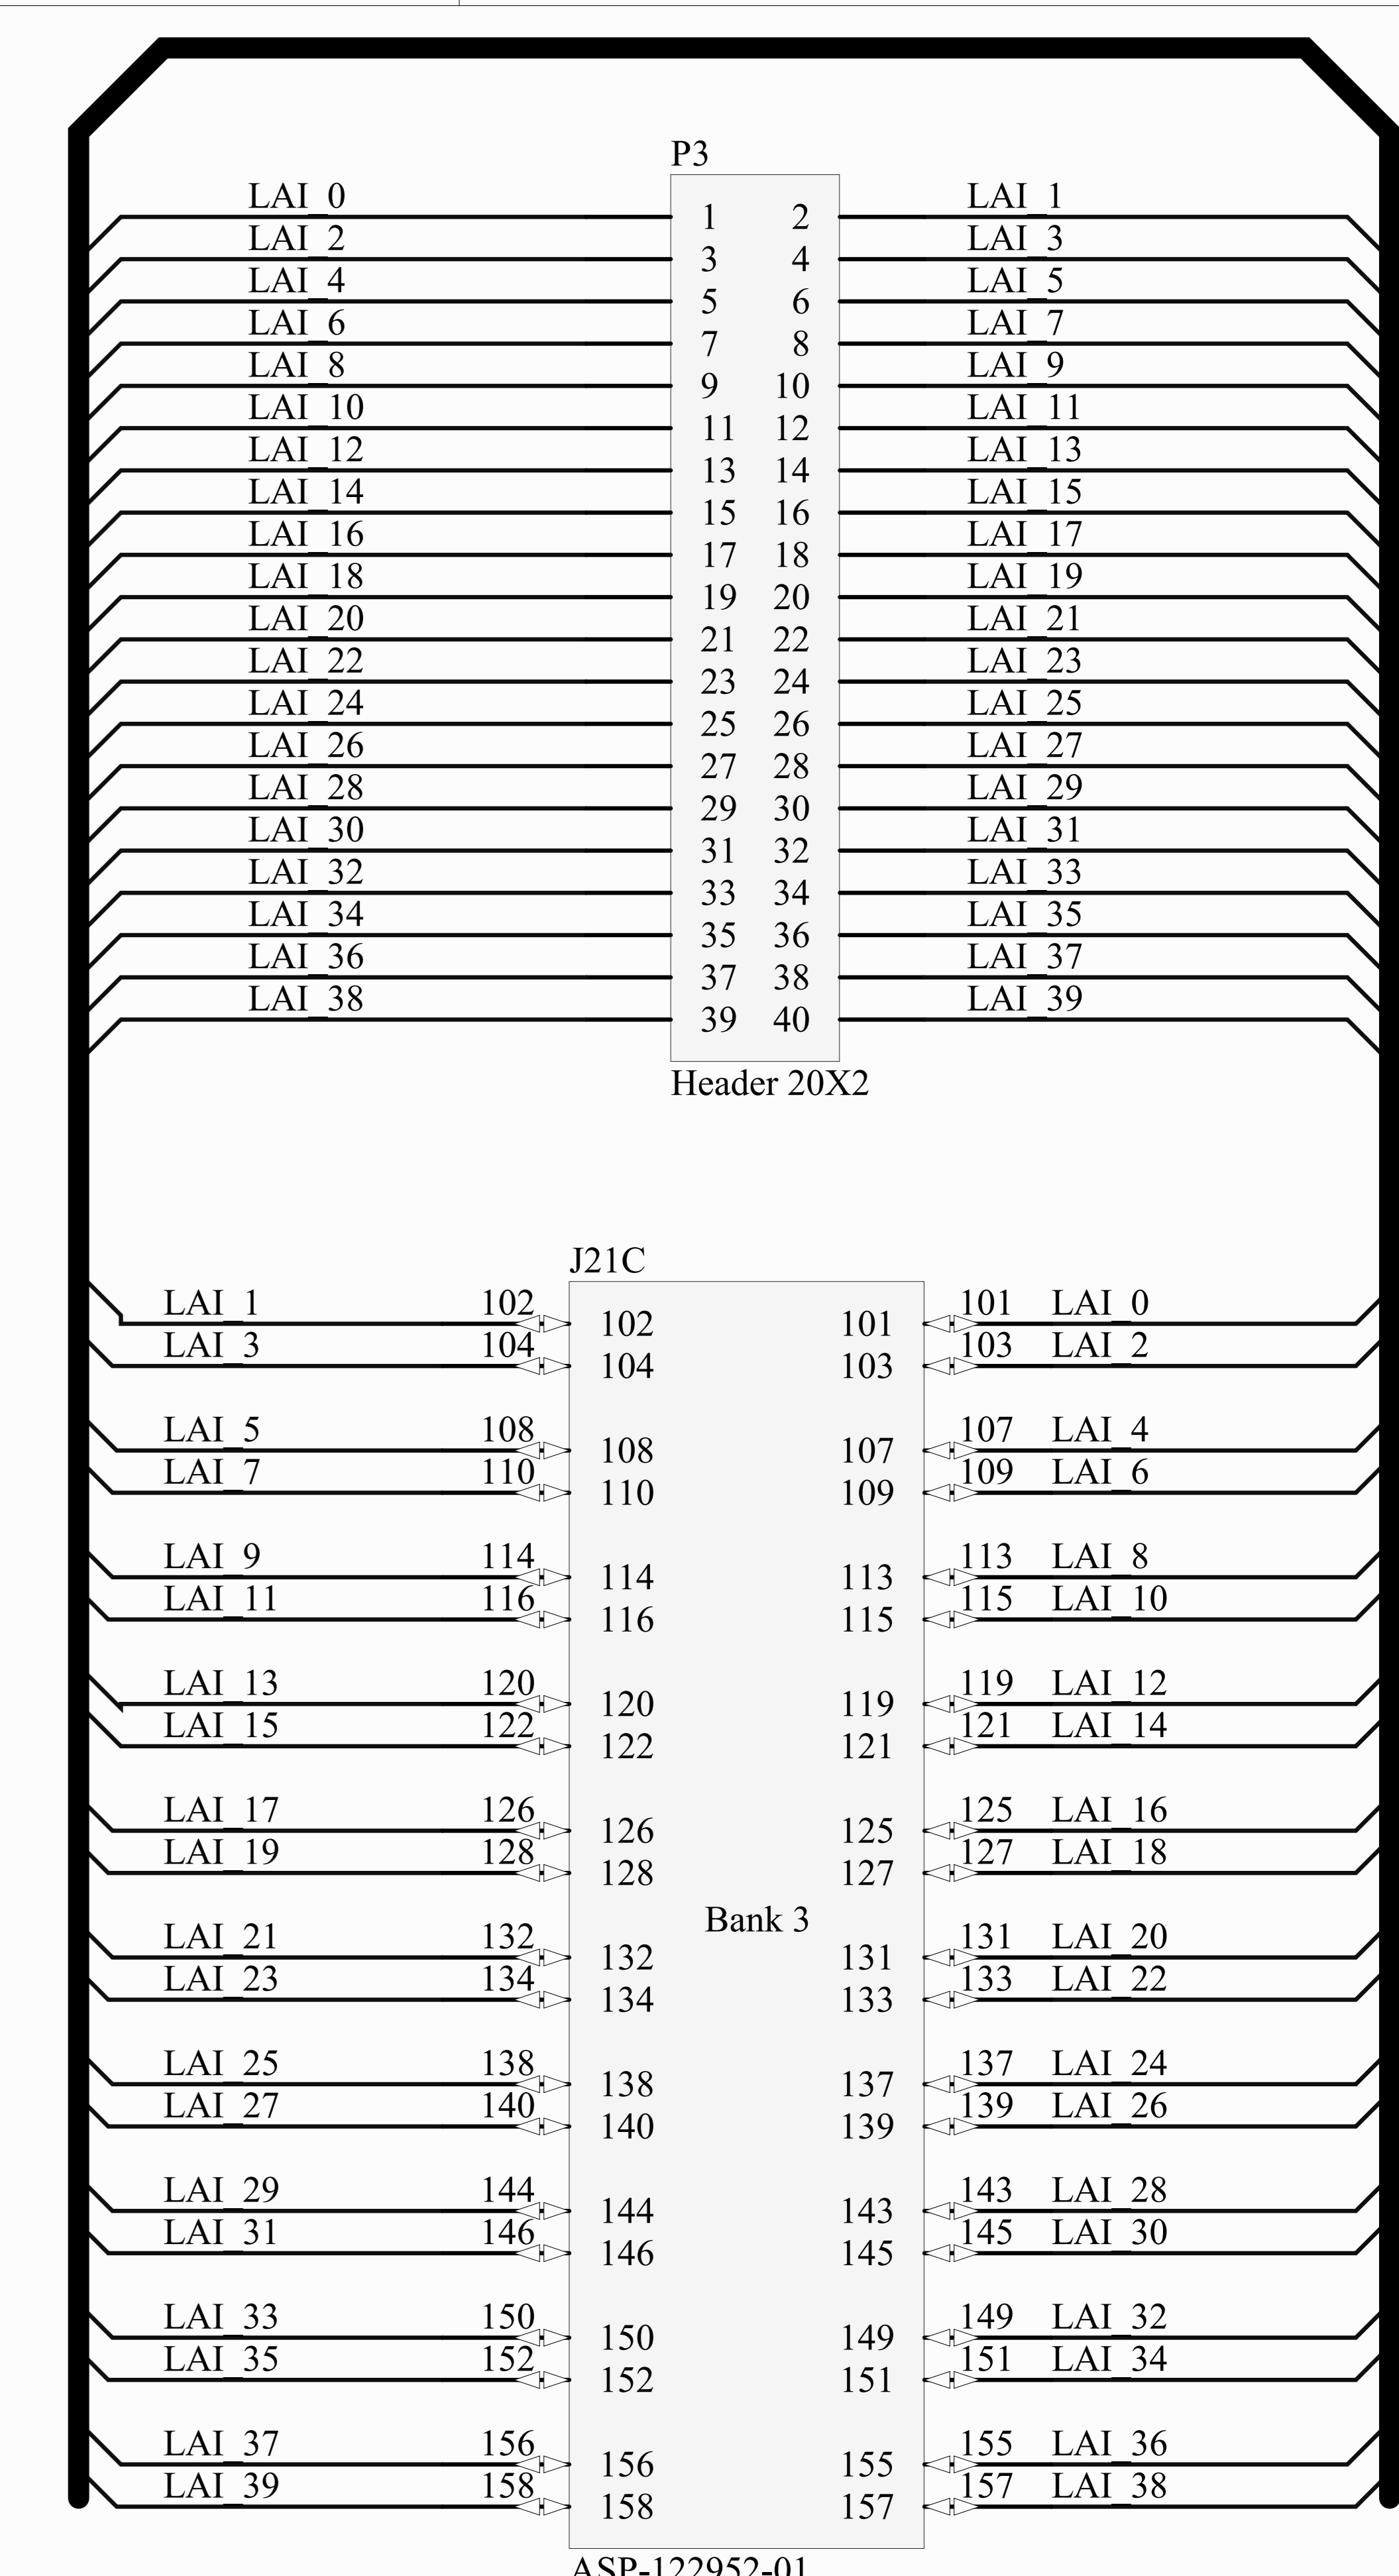 P3
LAI_0 1 2 LAI_1
LAI_2 3 4 LAI_3
LAI_4 5 6 LAI_5
LAI_6 7 8 LAI_7
LAI_8 9 10 LAI_9
LAI_10 11 12 LAI_11
LAI_12 13 14 LAI_13
LAI_14 15 16 LAI_15
LAI_16 17 18 LAI_17
LAI_18 19 20 LAI_19
LAI_20 21 22 LAI_21
LAI_22 23 24 LAI_23
LAI_24 25 26 LAI_25
LAI_26 27 28 LAI_27
LAI_28 29 30 LAI_29
LAI_30 31 32 LAI_31
LAI_32 33 34 LAI_33
LAI_34 35 36 LAI_35
LAI_36 37 38 LAI_37
LAI_38 39 40 LAI_39
Header 20X2
J21C
LAI_1 102 102 101 101 LAI_0
LAI_3 104 104 103 103 LAI_2
LAI_5 108 108 107 107 LAI_4
LAI_7 110 110 109 109 LAI_6
LAI_9 114 114 113 113 LAI_8
LAI_11 116 116 115 115 LAI_10
LAI_13 120 120 119 119 LAI_12
LAI_15 122 122 121 121 LAI_14
LAI_17 126 126 125 125 LAI_16
LAI_19 128 128 127 127 LAI_18
Bank 3
LAI_21 132 132 131 131 LAI_20
LAI_23 134 134 133 133 LAI_22
LAI_25 138 138 137 137 LAI_24
LAI_27 140 140 139 139 LAI_26
LAI_29 144 144 143 143 LAI_28
LAI_31 146 146 145 145 LAI_30
LAI_33 150 150 149 149 LAI_32
LAI_35 152 152 151 151 LAI_34
LAI_37 156 156 155 155 LAI_36
LAI_39 158 158 157 157 LAI_38
ASP-122952-01